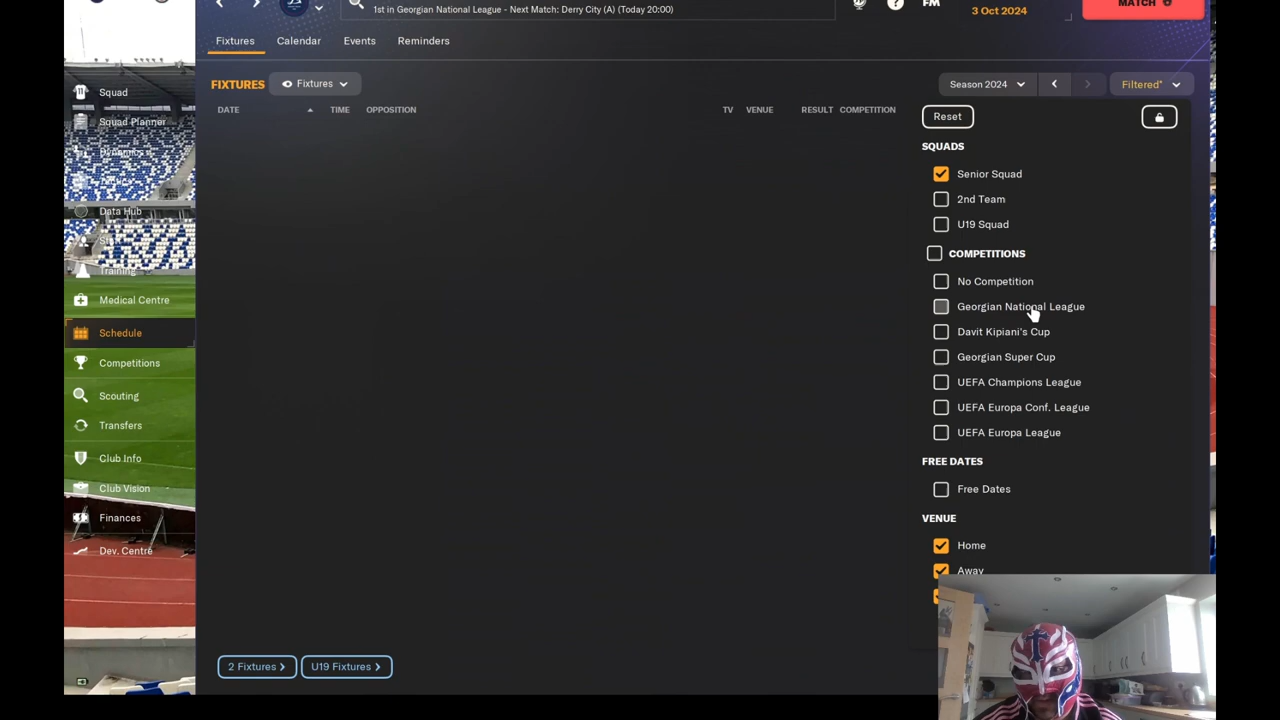 1st in Georgian National League - Next Match: Derry City (A) (Today 20:00)
FM
3 Oct 2024
MATCH
Fixtures
Calendar
Events
Reminders
FIXTURES
Fixtures
Season 2024
Filtered*
DATE
TIME
OPPOSITION
TV
VENUE
RESULT
COMPETITION
Reset
SQUADS
Senior Squad
2nd Team
U19 Squad
COMPETITIONS
No Competition
Georgian National League
Davit Kipiani's Cup
Georgian Super Cup
UEFA Champions League
UEFA Europa Conf. League
UEFA Europa League
FREE DATES
Free Dates
VENUE
Home
Away
Squad
Squad Planner
Dynamics
Data Hub
Training
Medical Centre
Schedule
Competitions
Scouting
Transfers
Club Info
Club Vision
Finances
Dev. Centre
2 Fixtures >
U19 Fixtures >